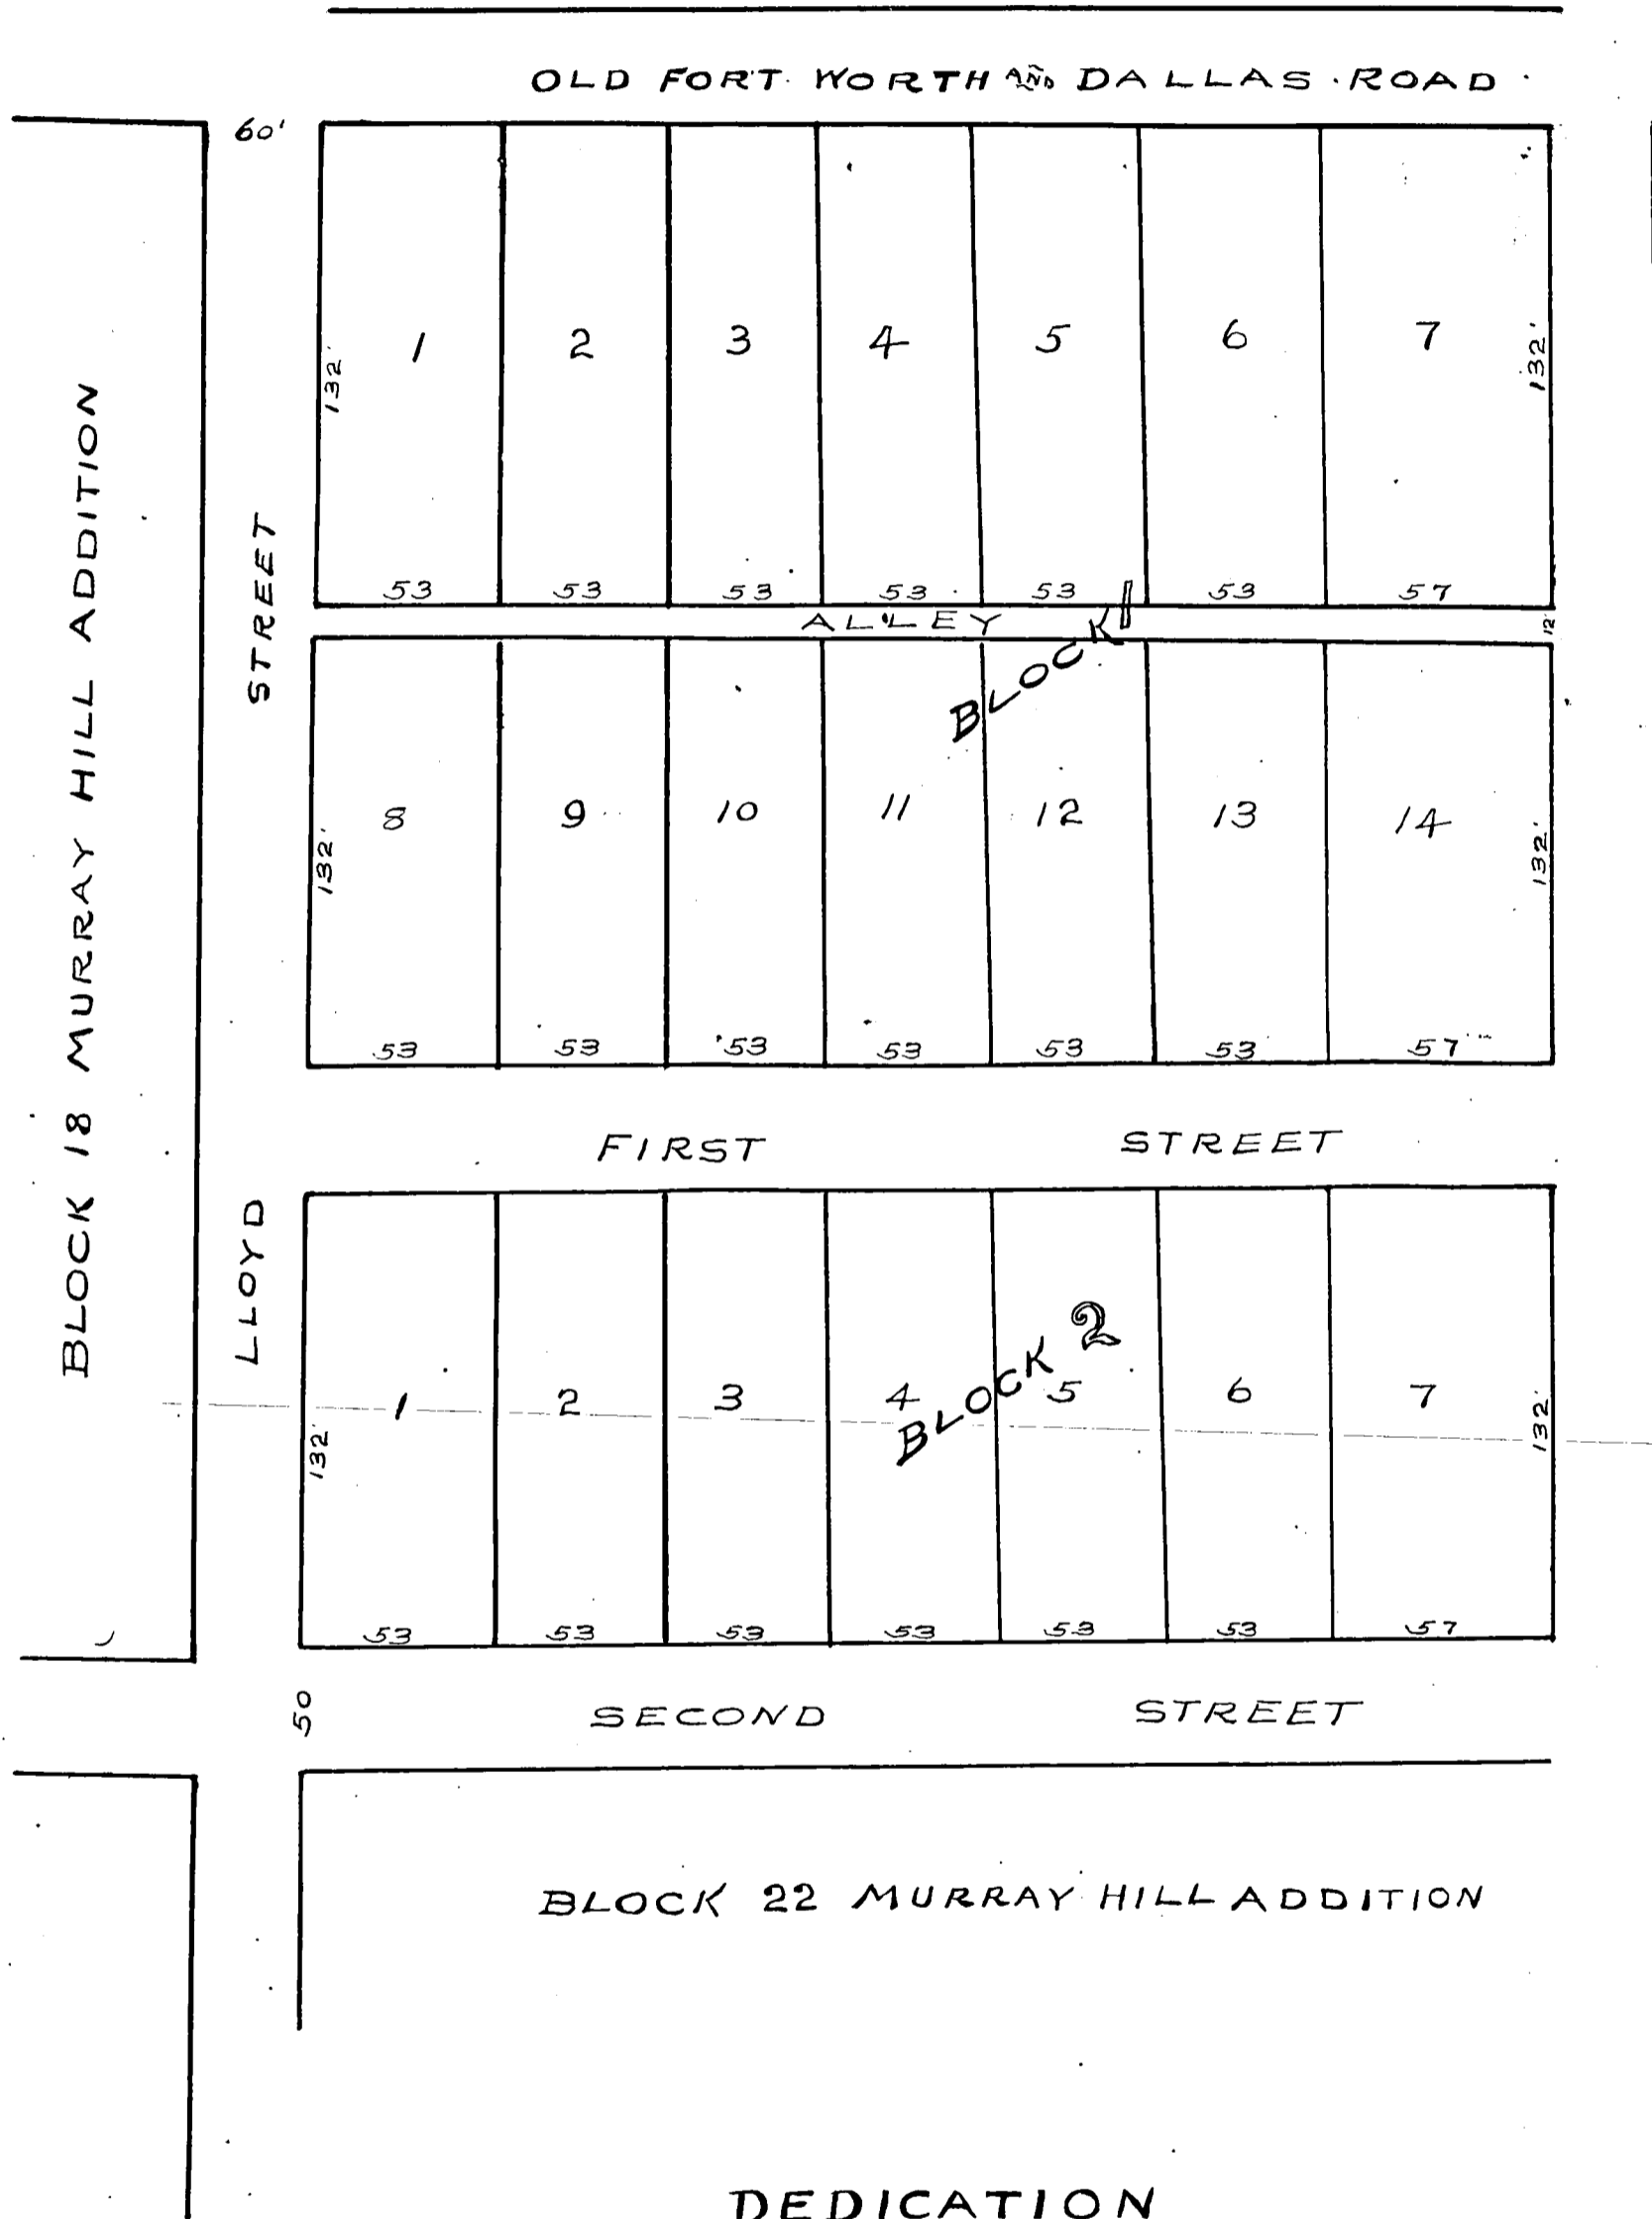 OLD FORT WORTH AND DALLAS ROAD
60'
1 2 3 4 5 6 7
132' 132'
53 53 53 53 53 53 57
ALLEY
12'
BLOCK 1
8 9 10 11 12 13 14
132' 132'
53 53 53 53 53 53 57
FIRST STREET
1 2 3 4 5 6 7
BLOCK 2
132' 132'
53 53 53 53 53 53 57
50
SECOND STREET
LLOYD STREET
BLOCK 18 MURRAY HILL ADDITION
BLOCK 22 MURRAY HILL ADDITION
DEDICATION